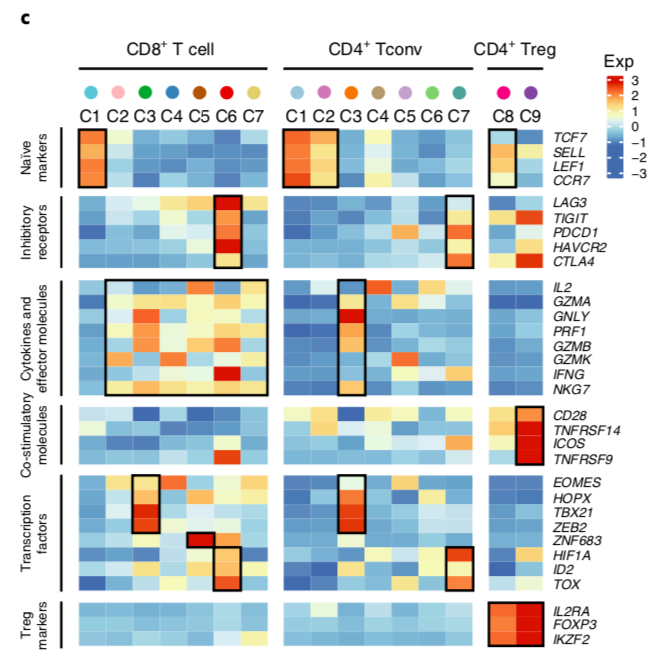 c
CD8+ T cell
CD4+ Tconv
CD4+ Treg
Exp
3
2
1
0
−1
−2
−3
C1 C2 C3 C4 C5 C6 C7
C1 C2 C3 C4 C5 C6 C7
C8 C9
Naïve
markers
TCF7
SELL
LEF1
CCR7
Inhibitory
receptors
LAG3
TIGIT
PDCD1
HAVCR2
CTLA4
Cytokines and
effector molecules
IL2
GZMA
GNLY
PRF1
GZMB
GZMK
IFNG
NKG7
Co-stimulatory
molecules
CD28
TNFRSF14
ICOS
TNFRSF9
Transcription
factors
EOMES
HOPX
TBX21
ZEB2
ZNF683
HIF1A
ID2
TOX
Treg
markers
IL2RA
FOXP3
IKZF2